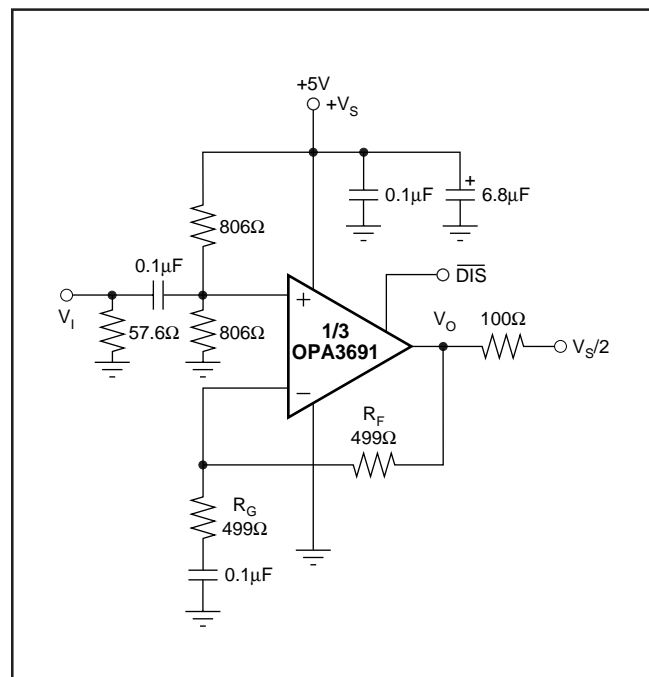 +5V
+V_S
0.1µF
+
6.8µF
806Ω
0.1µF
DIS
V_I
57.6Ω
806Ω
+
1/3
OPA3691
−
V_O
100Ω
V_S/2
R_F
499Ω
R_G
499Ω
0.1µF